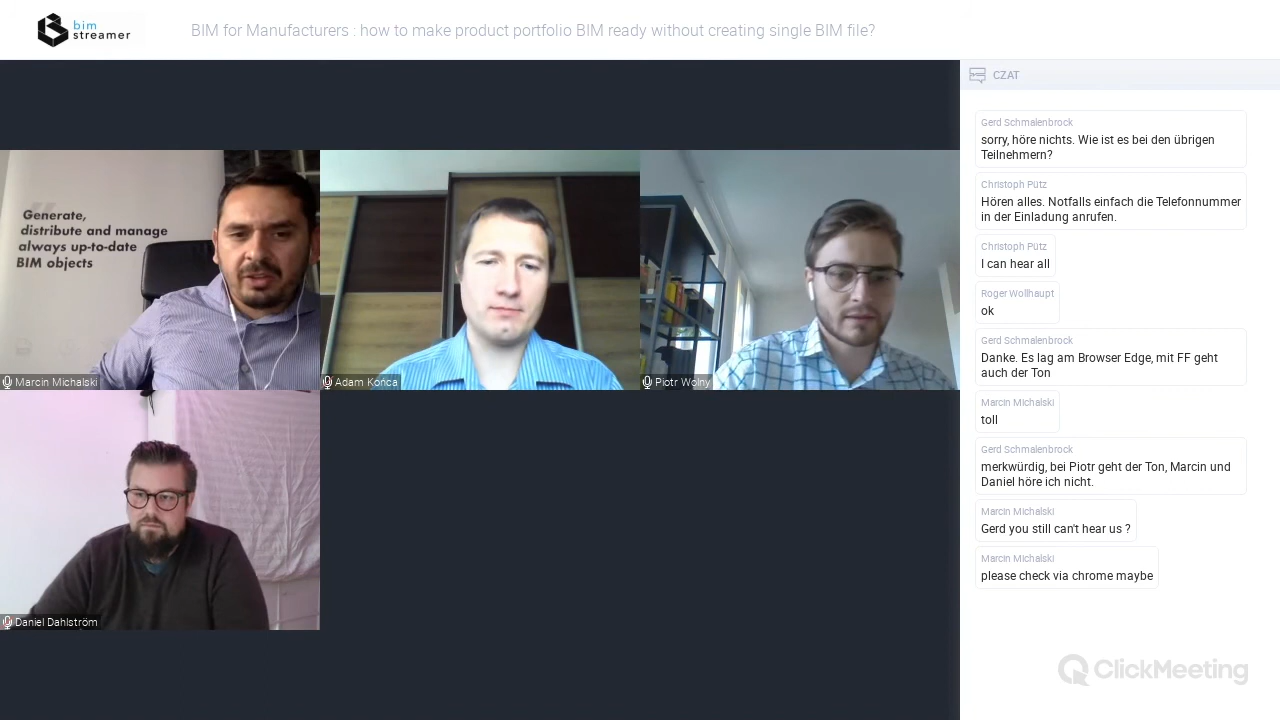 bim
streamer
BIM for Manufacturers : how to make product portfolio BIM ready without creating single BIM file?
CZAT
Generate,
distribute and manage
always up-to-date
BIM objects
Marcin Michalski
Adam Końca
Piotr Wolny
Daniel Dahlström
Gerd Schmalenbrock
sorry, höre nichts. Wie ist es bei den übrigen
Teilnehmern?
Christoph Pütz
Hören alles. Notfalls einfach die Telefonnummer
in der Einladung anrufen.
Christoph Pütz
I can hear all
Roger Wollhaupt
ok
Gerd Schmalenbrock
Danke. Es lag am Browser Edge, mit FF geht
auch der Ton
Marcin Michalski
toll
Gerd Schmalenbrock
merkwürdig, bei Piotr geht der Ton, Marcin und
Daniel höre ich nicht.
Marcin Michalski
Gerd you still can't hear us ?
Marcin Michalski
please check via chrome maybe
ClickMeeting